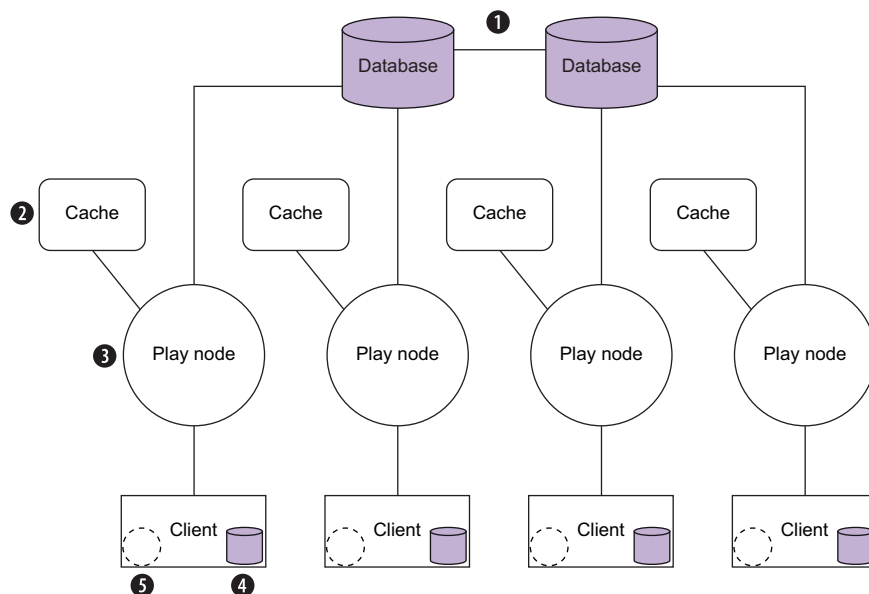 ❶
Database
Database
❷
Cache
Cache
Cache
Cache
❸
Play node
Play node
Play node
Play node
Client
Client
Client
Client
❺
❹